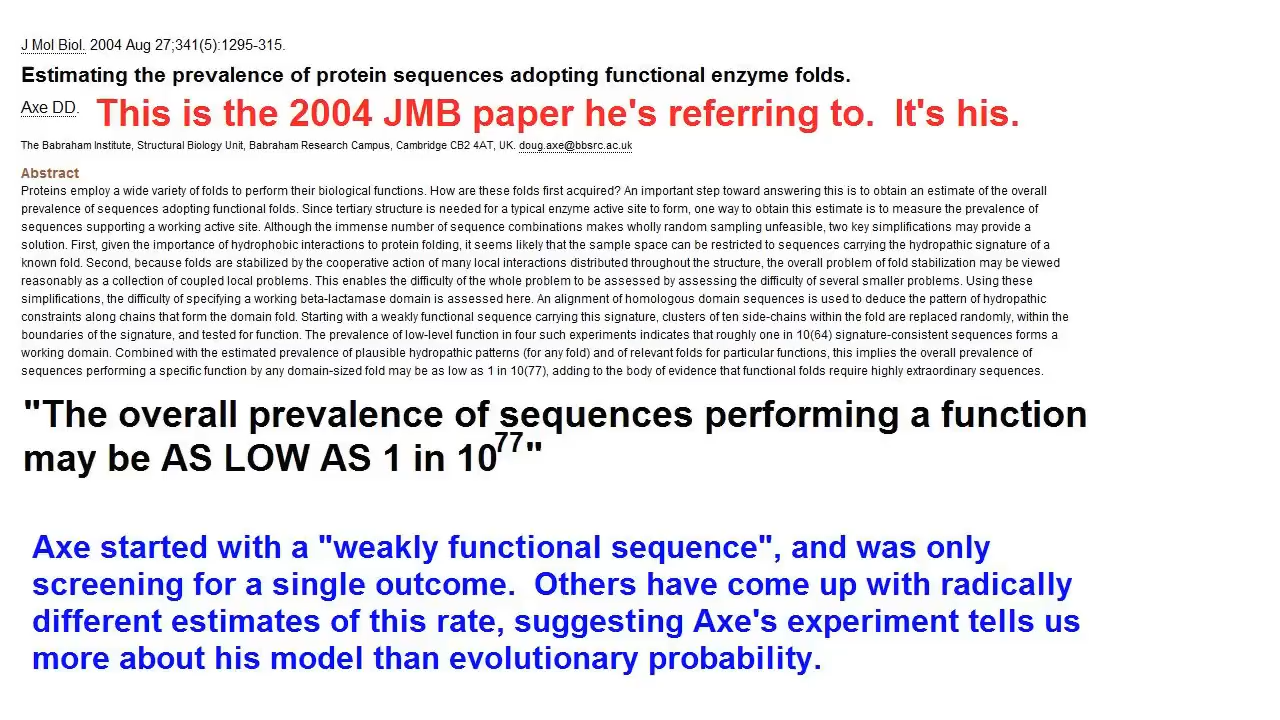 J Mol Biol. 2004 Aug 27;341(5):1295-315.
Estimating the prevalence of protein sequences adopting functional enzyme folds.
Axe DD. This is the 2004 JMB paper he's referring to. It's his.
The Babraham Institute, Structural Biology Unit, Babraham Research Campus, Cambridge CB2 4AT, UK. doug.axe@bbsrc.ac.uk
Abstract
Proteins employ a wide variety of folds to perform their biological functions. How are these folds first acquired? An important step toward answering this is to obtain an estimate of the overall
prevalence of sequences adopting functional folds. Since tertiary structure is needed for a typical enzyme active site to form, one way to obtain this estimate is to measure the prevalence of
sequences supporting a working active site. Although the immense number of sequence combinations makes wholly random sampling unfeasible, two key simplifications may provide a
solution. First, given the importance of hydrophobic interactions to protein folding, it seems likely that the sample space can be restricted to sequences carrying the hydropathic signature of a
known fold. Second, because folds are stabilized by the cooperative action of many local interactions distributed throughout the structure, the overall problem of fold stabilization may be viewed
reasonably as a collection of coupled local problems. This enables the difficulty of the whole problem to be assessed by assessing the difficulty of several smaller problems. Using these
simplifications, the difficulty of specifying a working beta-lactamase domain is assessed here. An alignment of homologous domain sequences is used to deduce the pattern of hydropathic
constraints along chains that form the domain fold. Starting with a weakly functional sequence carrying this signature, clusters of ten side-chains within the fold are replaced randomly, within the
boundaries of the signature, and tested for function. The prevalence of low-level function in four such experiments indicates that roughly one in 10(64) signature-consistent sequences forms a
working domain. Combined with the estimated prevalence of plausible hydropathic patterns (for any fold) and of relevant folds for particular functions, this implies the overall prevalence of
sequences performing a specific function by any domain-sized fold may be as low as 1 in 10(77), adding to the body of evidence that functional folds require highly extraordinary sequences.
"The overall prevalence of sequences performing a function
may be AS LOW AS 1 in 10⁷⁷"
Axe started with a "weakly functional sequence", and was only
screening for a single outcome. Others have come up with radically
different estimates of this rate, suggesting Axe's experiment tells us
more about his model than evolutionary probability.